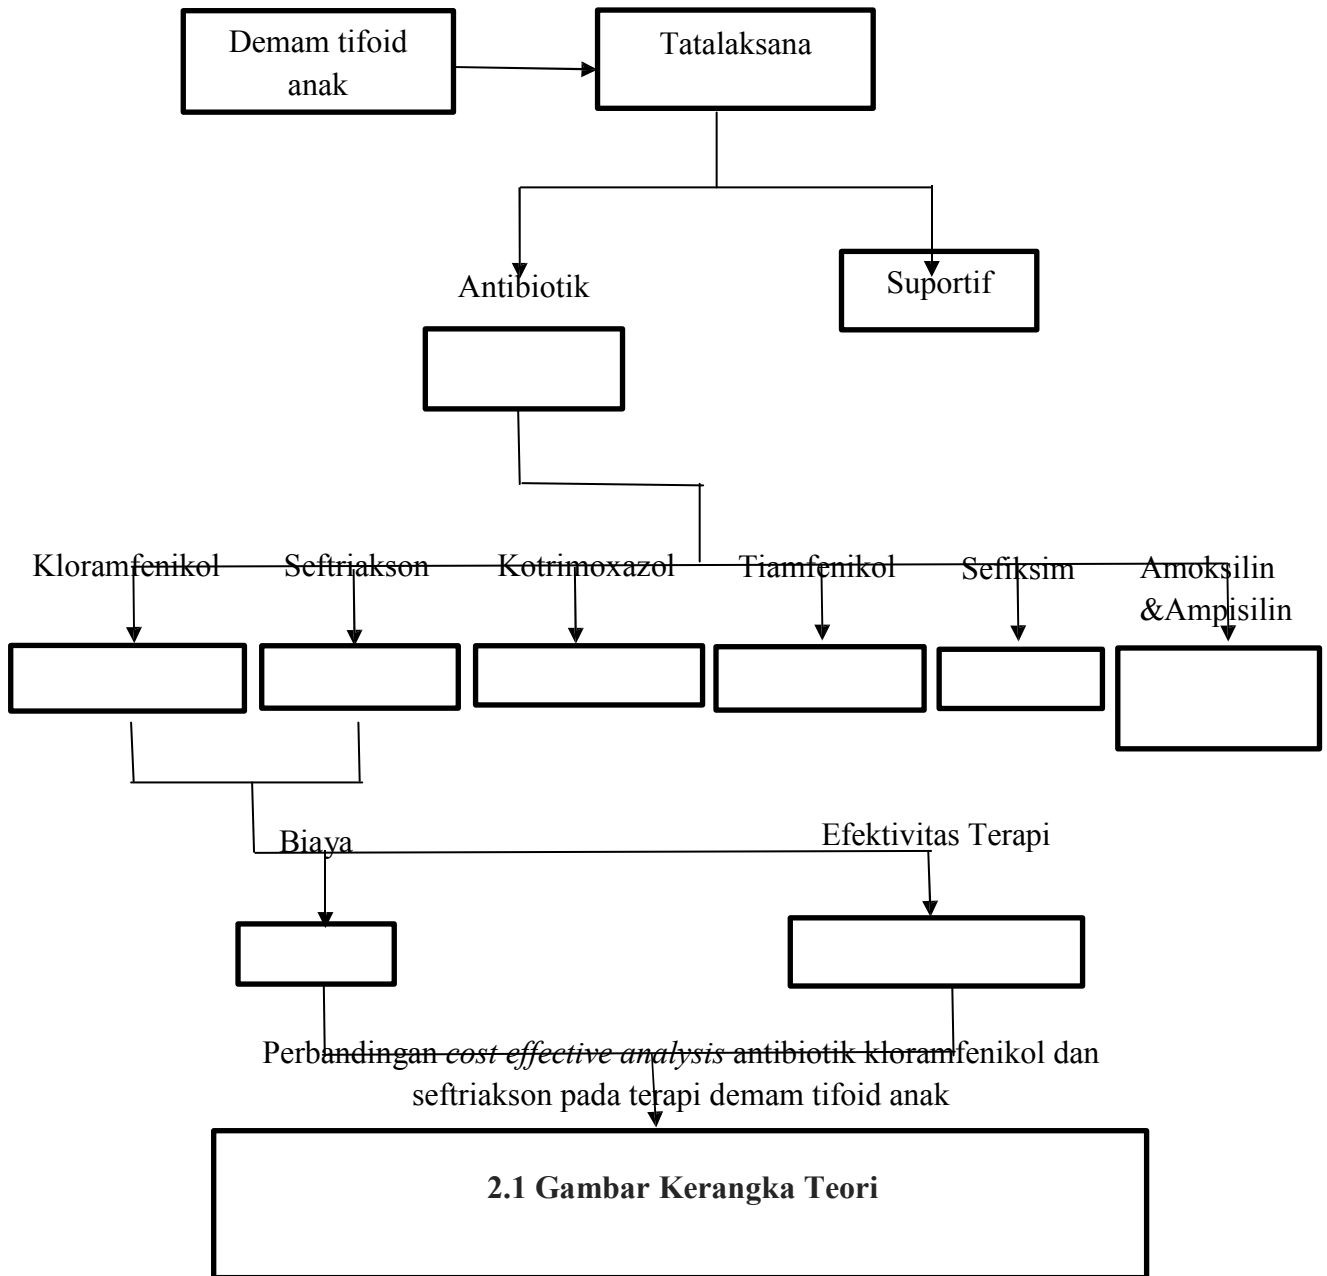 Demam tifoid
anak
Tatalaksana
Antibiotik
Suportif
Kloramfenikol
Seftriakson
Kotrimoxazol
Tiamfenikol
Sefiksim
Amoksilin
&Ampisilin
Biaya
Efektivitas Terapi
Perbandingan cost effective analysis antibiotik kloramfenikol dan
seftriakson pada terapi demam tifoid anak
2.1 Gambar Kerangka Teori